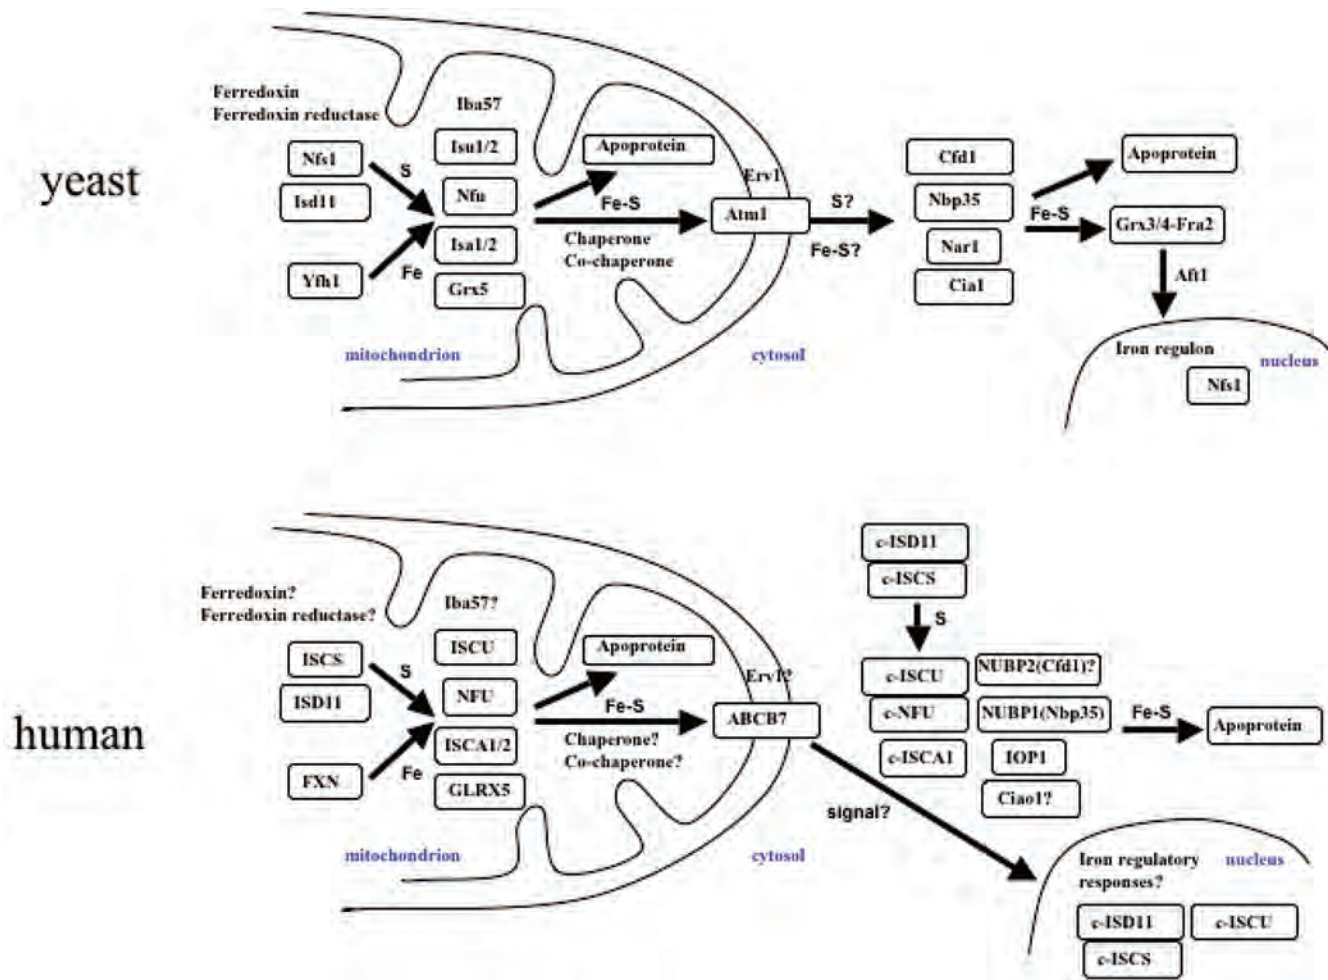 yeast
Ferredoxin
Ferredoxin reductase
Nfs1
Isd11
Yfh1
S
Fe
Iba57
Isu1/2
Nfu
Isa1/2
Grx5
Apoprotein
Fe-S
Chaperone
Co-chaperone
Erv1
Atm1
S?
Fe-S?
Cfd1
Nbp35
Nar1
Cia1
Fe-S
Apoprotein
Grx3/4-Fra2
Aft1
mitochondrion
cytosol
Iron regulon
nucleus
Nfs1
human
Ferredoxin?
Ferredoxin reductase?
ISCS
ISD11
FXN
S
Fe
Iba57?
ISCU
NFU
ISCA1/2
GLRX5
Apoprotein
Fe-S
Chaperone?
Co-chaperone?
Erv1?
ABCB7
signal?
c-ISD11
c-ISCS
S
c-ISCU
c-NFU
c-ISCA1
NUBP2(Cfd1)?
NUBP1(Nbp35)
IOP1
Ciao1?
Fe-S
Apoprotein
mitochondrion
cytosol
Iron regulatory
responses?
nucleus
c-ISD11
c-ISCS
c-ISCU